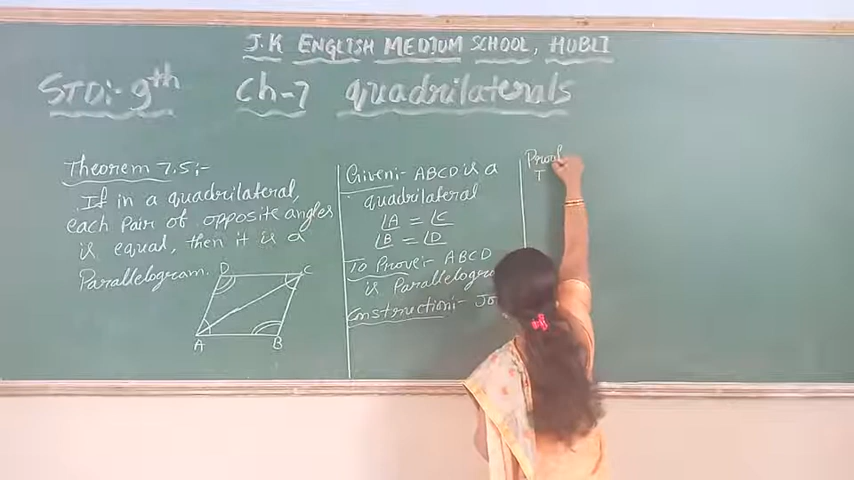 J.K ENGLISH MEDIUM SCHOOL, HUBLI
STD:- 9th Ch-7 quadrilaterals
Theorem 7.5:-
If in a quadrilateral,
each Pair of opposite angles
is equal, then it is a
Parallelogram.
D C
A B
Given:- ABCD is a
quadrilateral
∠A = ∠C
∠B = ∠D
To Prove:- ABCD
is Parallelogra
Construction:- Jo
Proof
I